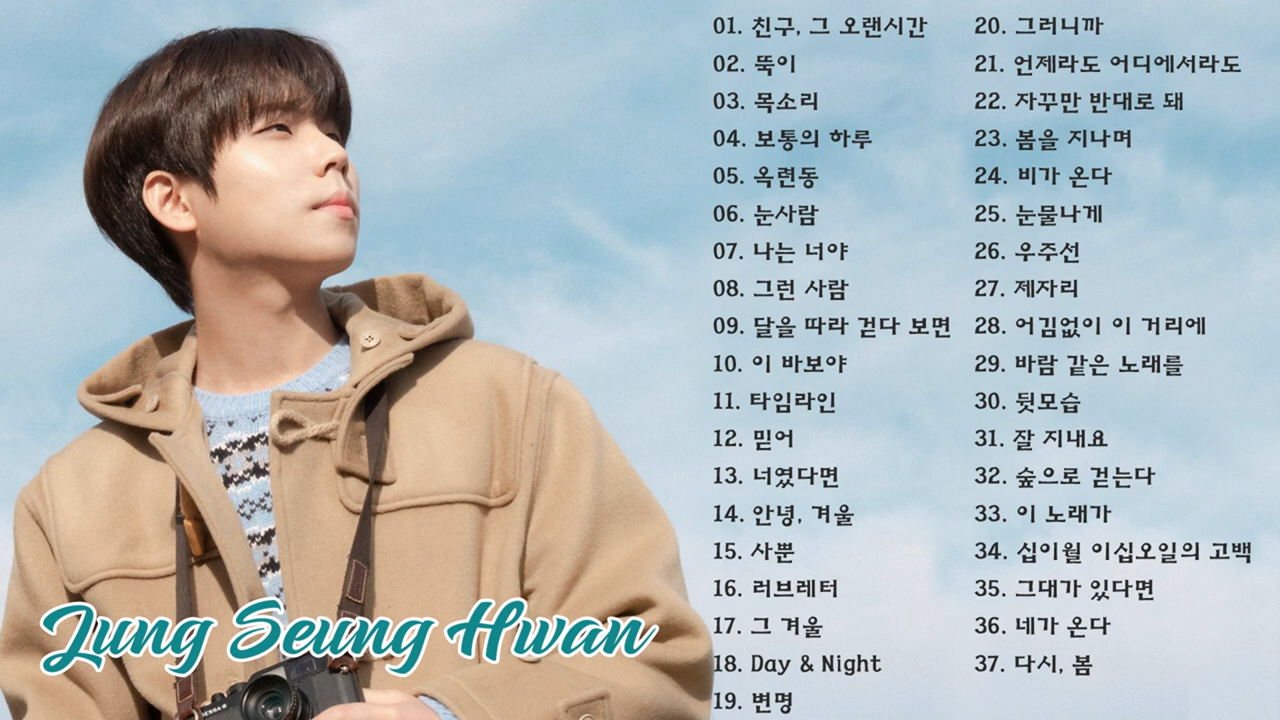 01. 친구, 그 오랜시간
02. 뚝이
03. 목소리
04. 보통의 하루
05. 옥련동
06. 눈사람
07. 나는 너야
08. 그런 사람
09. 달을 따라 걷다 보면
10. 이 바보야
11. 타임라인
12. 믿어
13. 너였다면
14. 안녕, 겨울
15. 사뿐
16. 러브레터
17. 그 겨울
18. Day & Night
19. 변명
20. 그러니까
21. 언제라도 어디에서라도
22. 자꾸만 반대로 돼
23. 봄을 지나며
24. 비가 온다
25. 눈물나게
26. 우주선
27. 제자리
28. 어김없이 이 거리에
29. 바람 같은 노래를
30. 뒷모습
31. 잘 지내요
32. 숲으로 걷는다
33. 이 노래가
34. 십이월 이십오일의 고백
35. 그대가 있다면
36. 네가 온다
37. 다시, 봄
Jung Seung Hwan